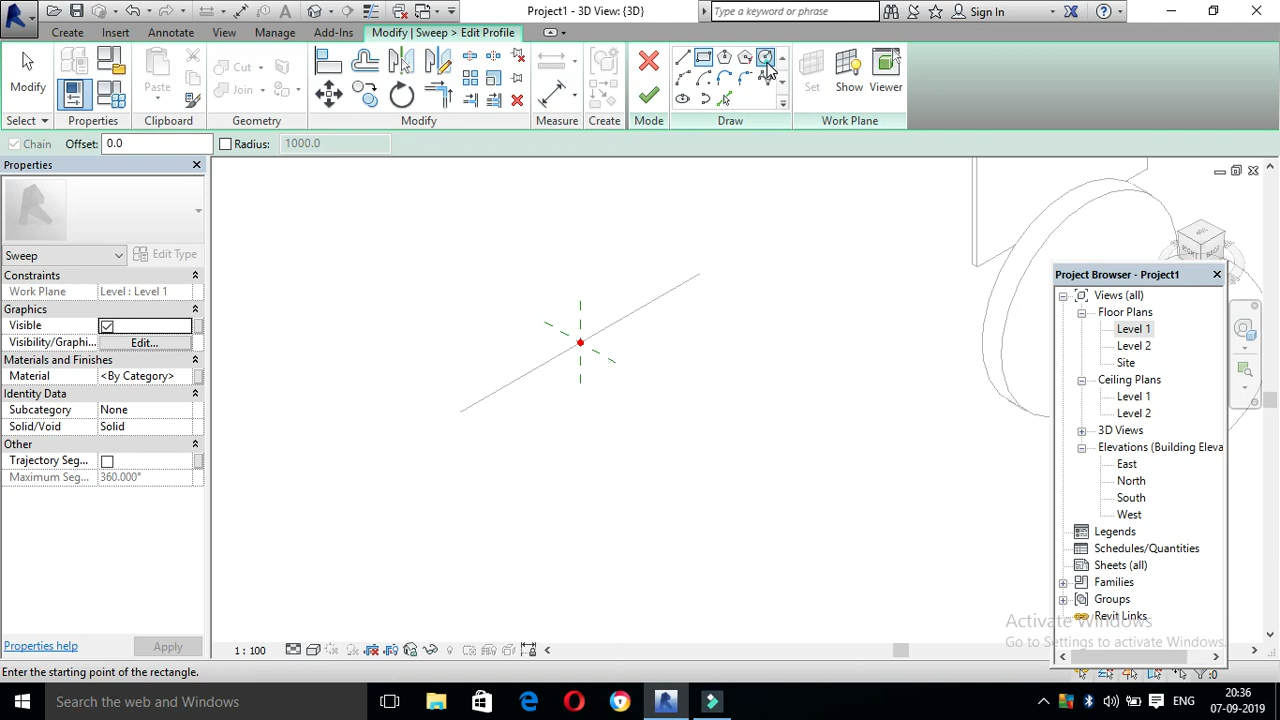 Project1 - 3D View: {3D}
Type a keyword or phrase
Sign In
Create Insert Annotate View Manage Add-Ins Modify | Sweep > Edit Profile
Modify
Paste
Cut
Join
Set Show Viewer
Select Properties Clipboard Geometry Modify Measure Create Mode Draw Work Plane
Chain Offset: 0.0 Radius: 1000.0
Properties
Sweep Edit Type
Constraints
Work Plane Level : Level 1
Graphics
Visible
Visibility/Graphi... Edit...
Materials and Finishes
Material <By Category>
Identity Data
Subcategory None
Solid/Void Solid
Other
Trajectory Seg...
Maximum Seg... 360.000°
Properties help Apply
RIGHT
Project Browser - Project1
Views (all)
Floor Plans
Level 1
Level 2
Site
Ceiling Plans
Level 1
Level 2
3D Views
Elevations (Building Eleva
East
North
South
West
Legends
Schedules/Quantities
Sheets (all)
Families
Groups
Revit Links
Activate Windows
Go to Settings to activate Windows.
1 : 100
Enter the starting point of the rectangle.
:0
Search the web and Windows
ENG
20:36
07-09-2019